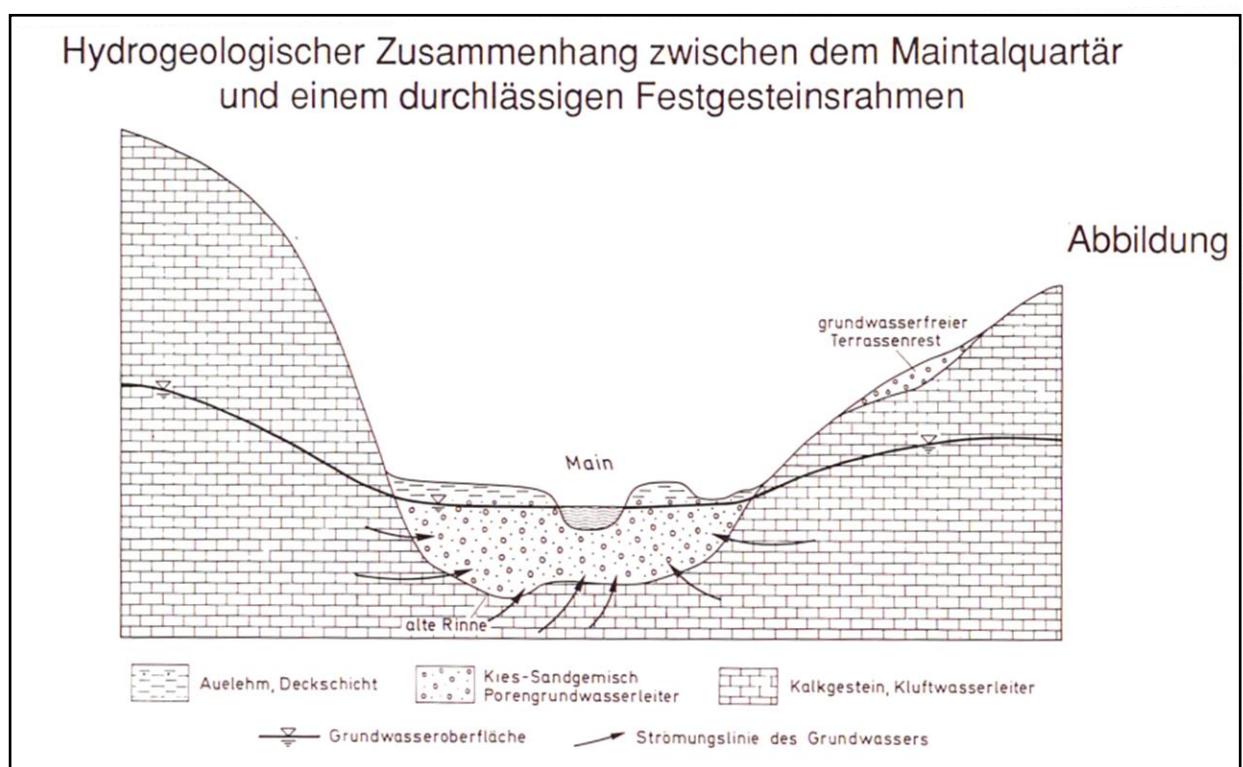 Hydrogeologischer Zusammenhang zwischen dem Maintalquartär
und einem durchlässigen Festgesteinsrahmen
Abbildung
grundwasserfreier
Terrassenrest
Main
alte Rinne
Auelehm, Deckschicht
Kies-Sandgemisch
Porengrundwasserleiter
Kalkgestein, Kluftwasserleiter
Grundwasseroberfläche
Strömungslinie des Grundwassers